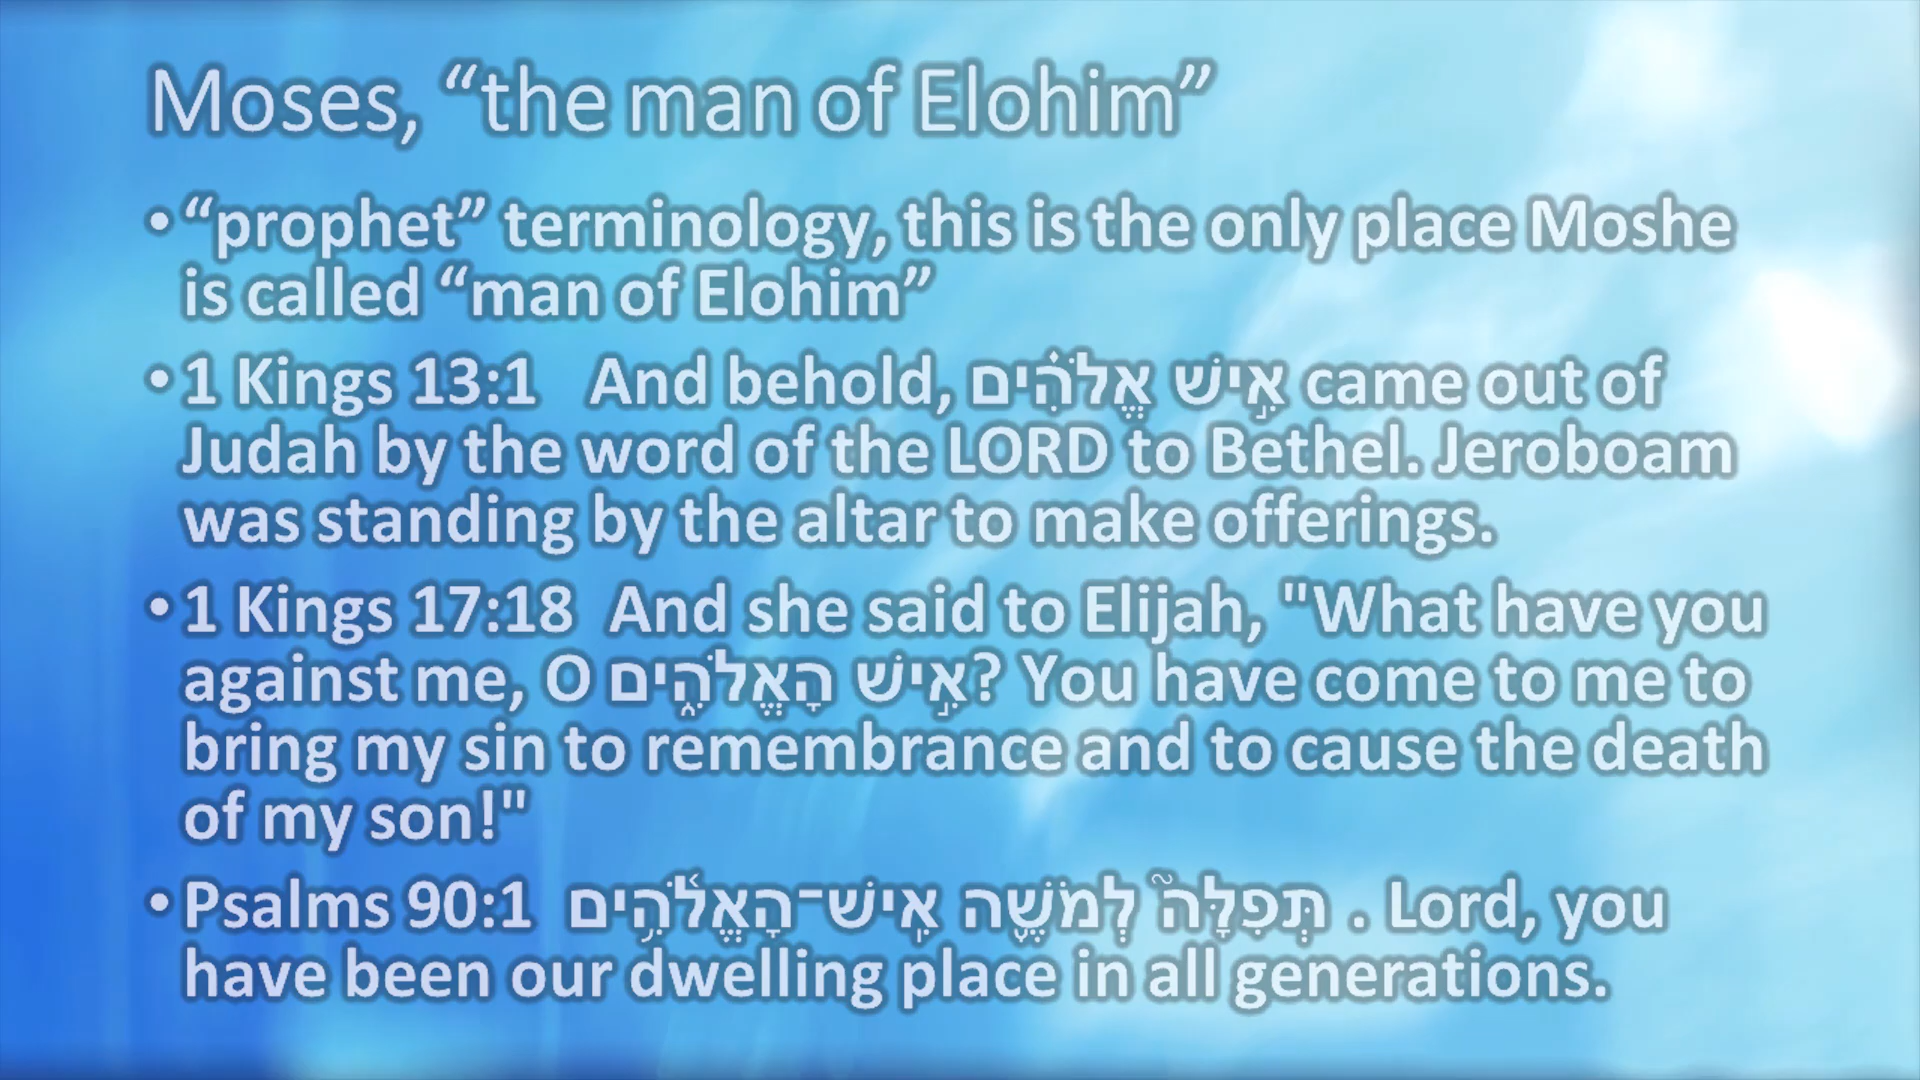 Moses, “the man of Elohim”
• “prophet” terminology, this is the only place Moshe
is called “man of Elohim”
• 1 Kings 13:1 And behold, אִ֣ישׁ אֱלֹהִ֗ים came out of
Judah by the word of the LORD to Bethel. Jeroboam
was standing by the altar to make offerings.
• 1 Kings 17:18 And she said to Elijah, "What have you
against me, O אִ֣ישׁ הָאֱלֹהִ֑ים? You have come to me to
bring my sin to remembrance and to cause the death
of my son!"
• Psalms 90:1 תְּפִלָּה֮ לְמֹשֶׁ֪ה אִֽישׁ־הָאֱלֹ֫הִ֥ים . Lord, you
have been our dwelling place in all generations.